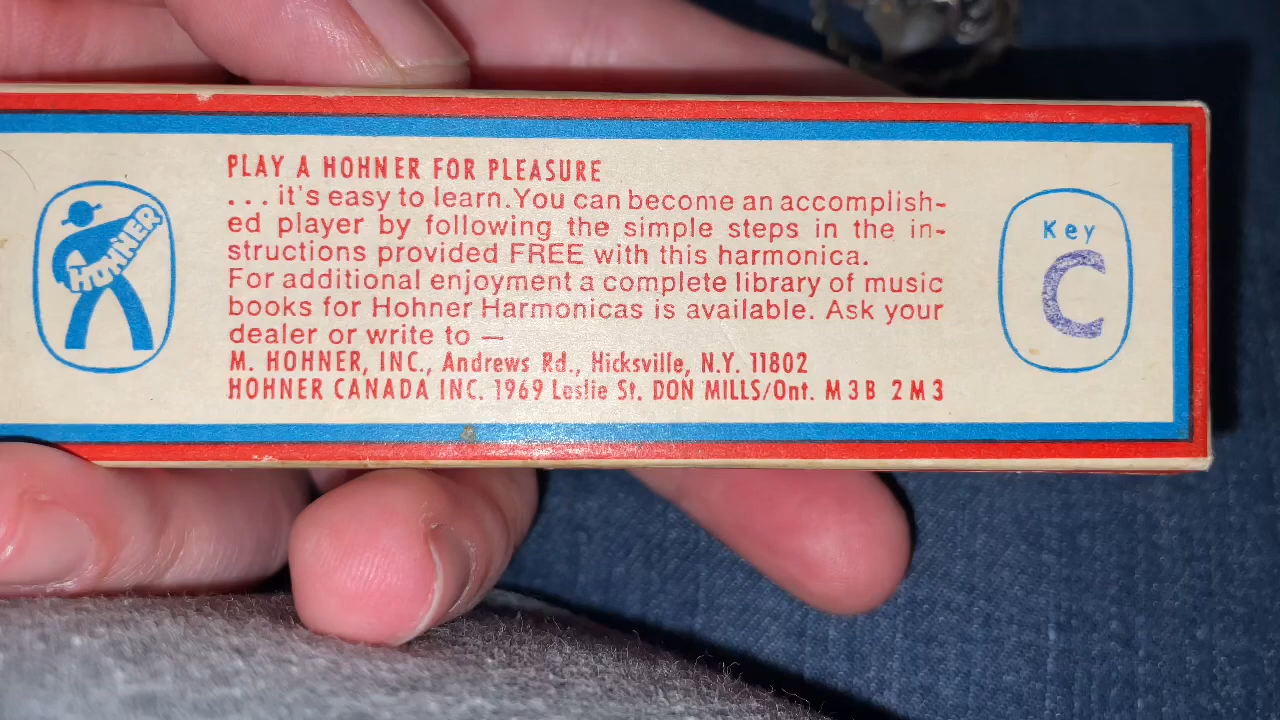 PLAY A HOHNER FOR PLEASURE
. . . it's easy to learn. You can become an accomplish-
ed player by following the simple steps in the in-
structions provided FREE with this harmonica.
For additional enjoyment a complete library of music
books for Hohner Harmonicas is available. Ask your
dealer or write to —
M. HOHNER, INC., Andrews Rd., Hicksville, N.Y. 11802
HOHNER CANADA INC. 1969 Leslie St. DON MILLS/Ont. M3B 2M3
HOHNER
Key
C